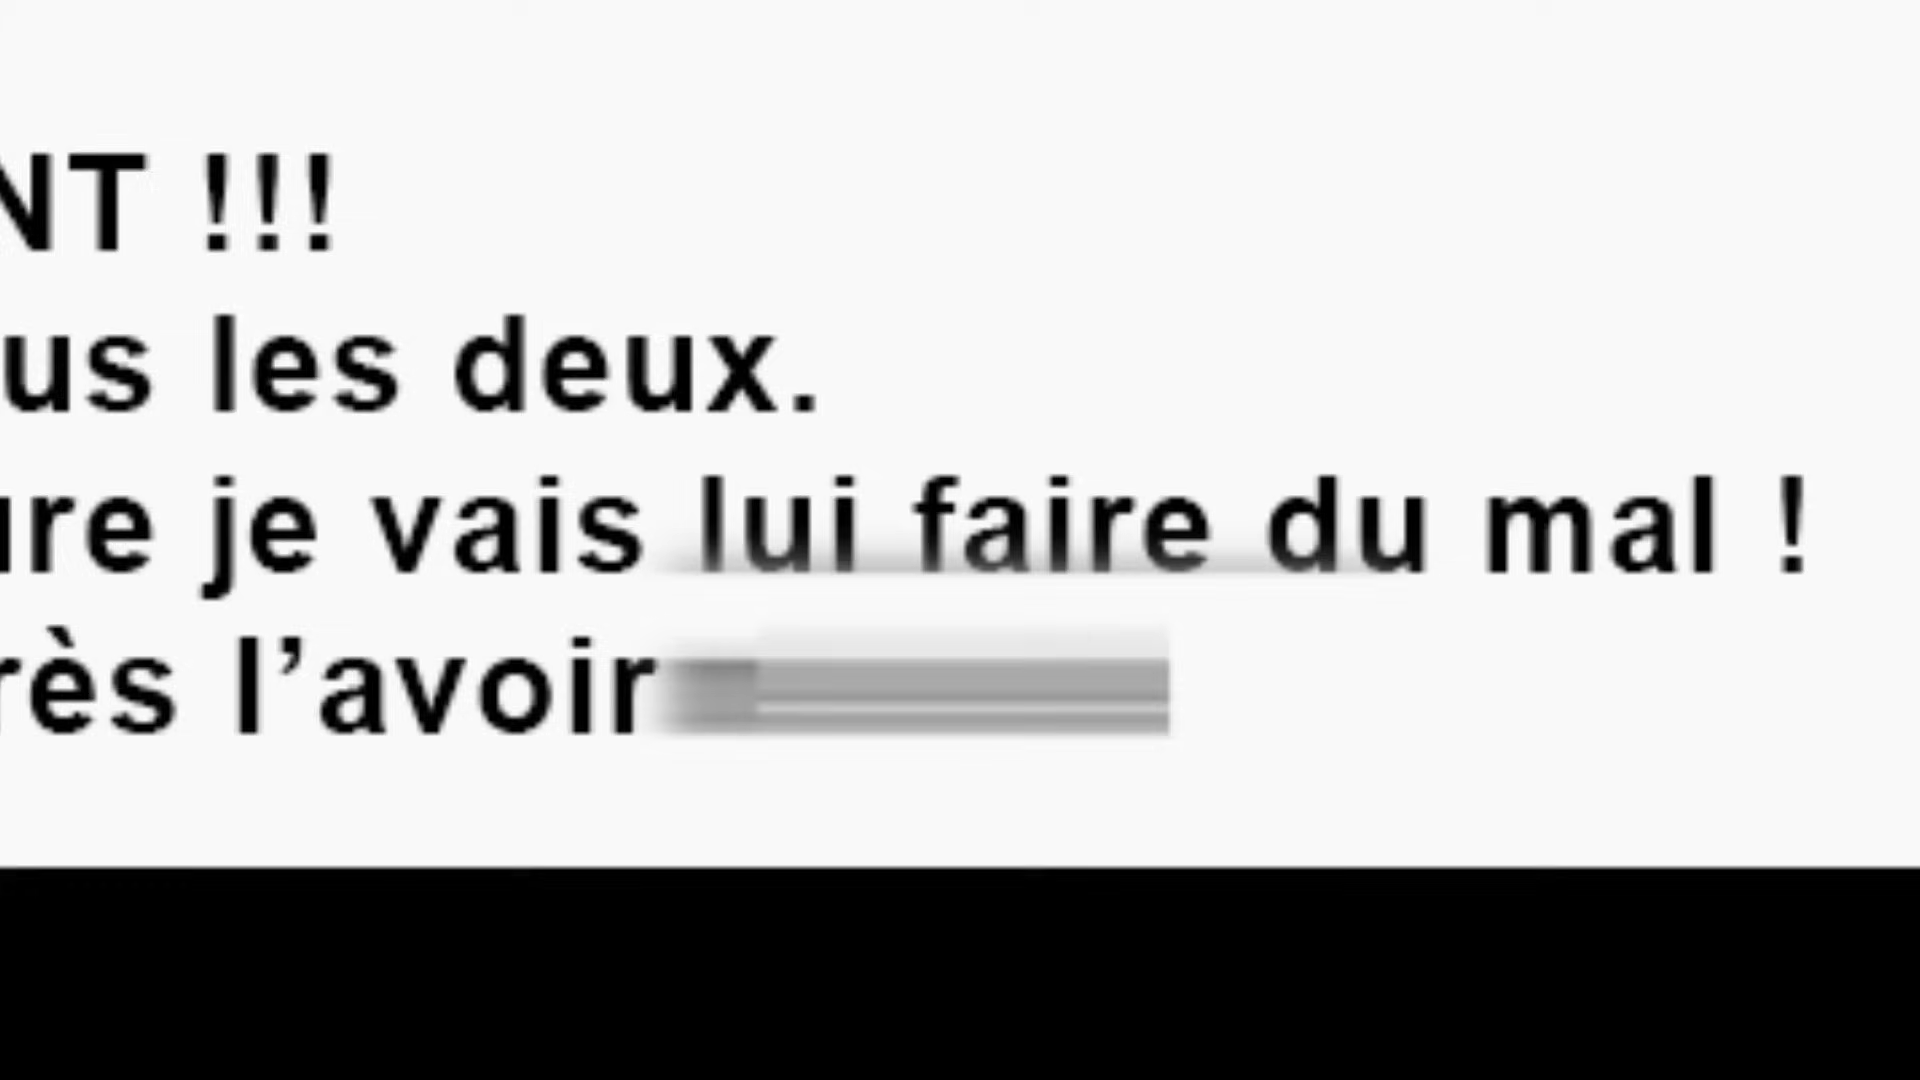 NT !!!
us les deux.
ure je vais lui faire du mal !
rès l’avoir